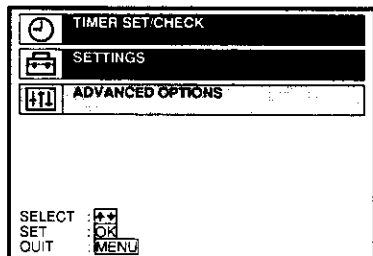 TIMER SET/CHECK
SETTINGS
ADVANCED OPTIONS
SELECT :
SET : OK
QUIT : MENU